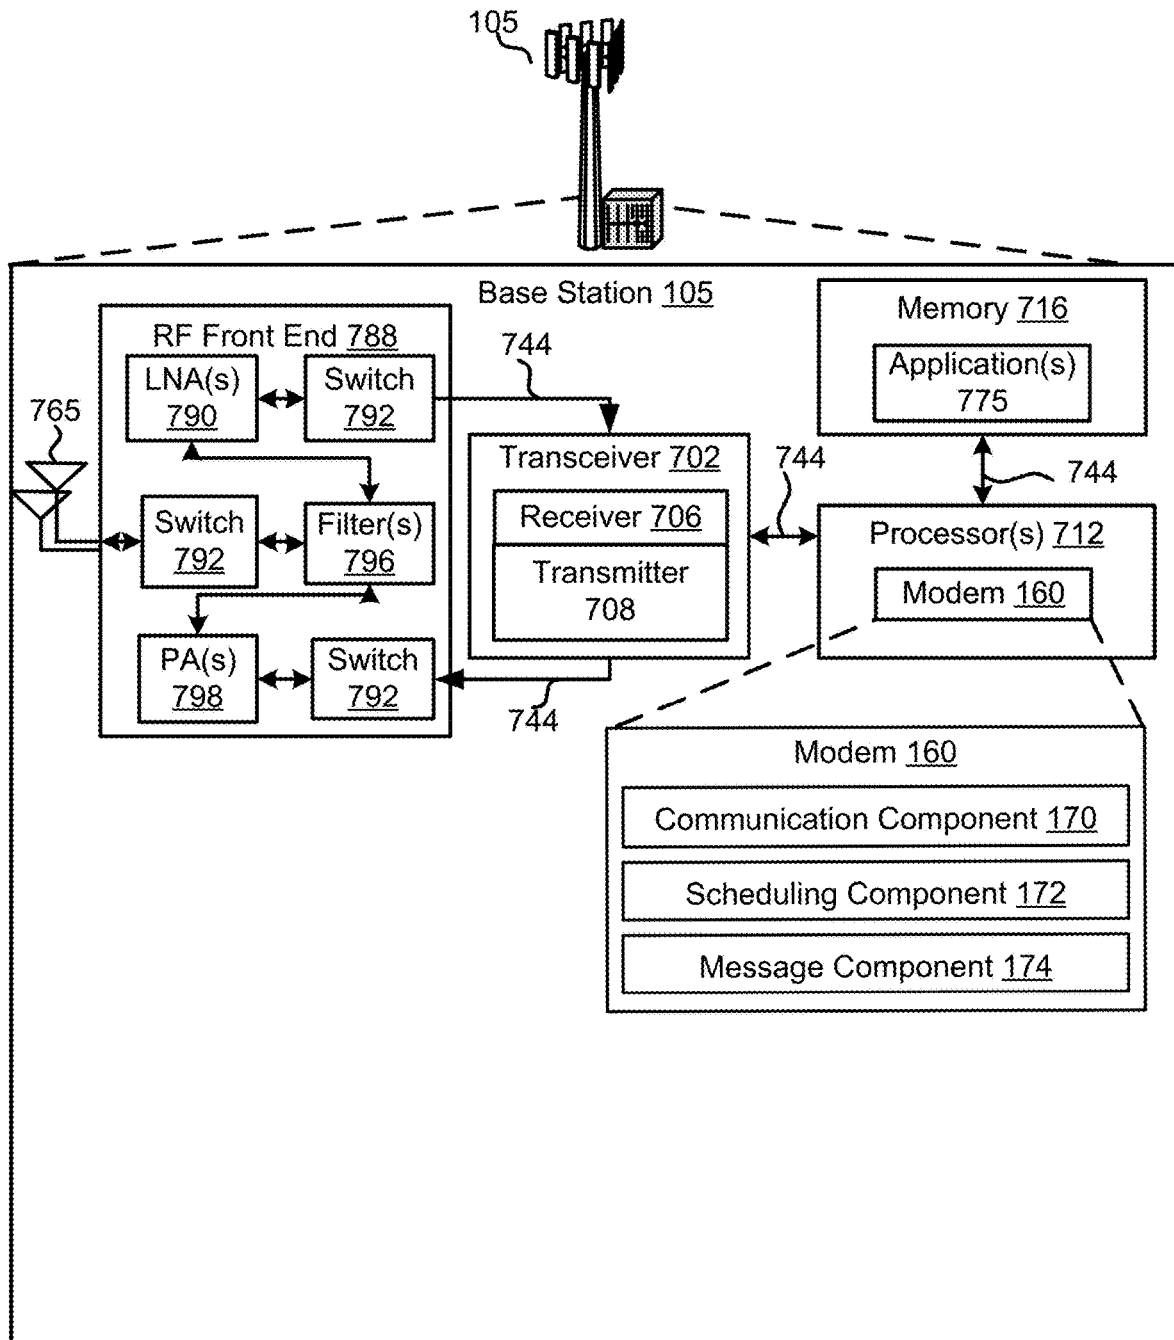 105
Base Station 105
RF Front End 788
LNA(s)
790
Switch
792
744
765
Switch
792
Filter(s)
796
PA(s)
798
Switch
792
744
Transceiver 702
Receiver 706
Transmitter
708
744
Memory 716
Application(s)
775
744
Processor(s) 712
Modem 160
Modem 160
Communication Component 170
Scheduling Component 172
Message Component 174